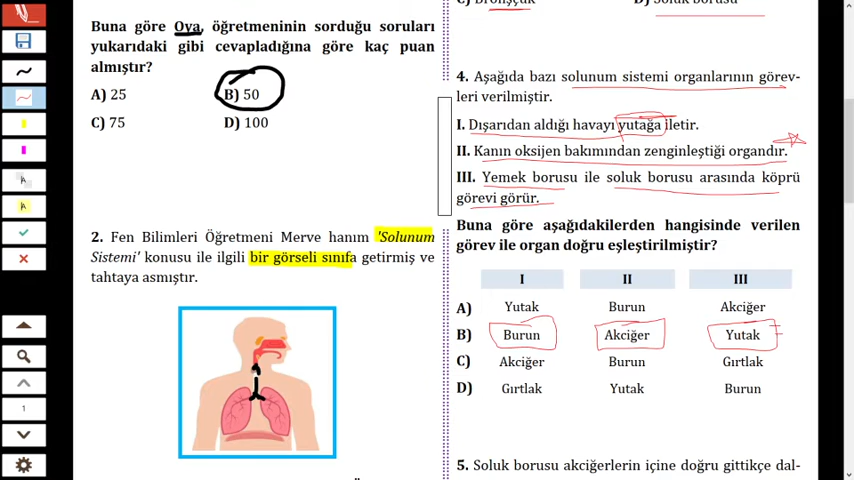 Buna göre Oya, öğretmeninin sorduğu soruları
yukarıdaki gibi cevapladığına göre kaç puan
almıştır?
A) 25
B) 50
C) 75
D) 100
2. Fen Bilimleri Öğretmeni Merve hanım 'Solunum
Sistemi' konusu ile ilgili bir görseli sınıfa getirmiş ve
tahtaya asmıştır.
C) Bronşçuk
D) Soluk borusu
4. Aşağıda bazı solunum sistemi organlarının görev-
leri verilmiştir.
I. Dışarıdan aldığı havayı yutağa iletir.
II. Kanın oksijen bakımından zenginleştiği organdır.
III. Yemek borusu ile soluk borusu arasında köprü
görevi görür.
Buna göre aşağıdakilerden hangisinde verilen
görev ile organ doğru eşleştirilmiştir?
I II III
A) Yutak Burun Akciğer
B) Burun Akciğer Yutak
C) Akciğer Burun Gırtlak
D) Gırtlak Yutak Burun
5. Soluk borusu akciğerlerin içine doğru gittikçe dal-
A
A
1